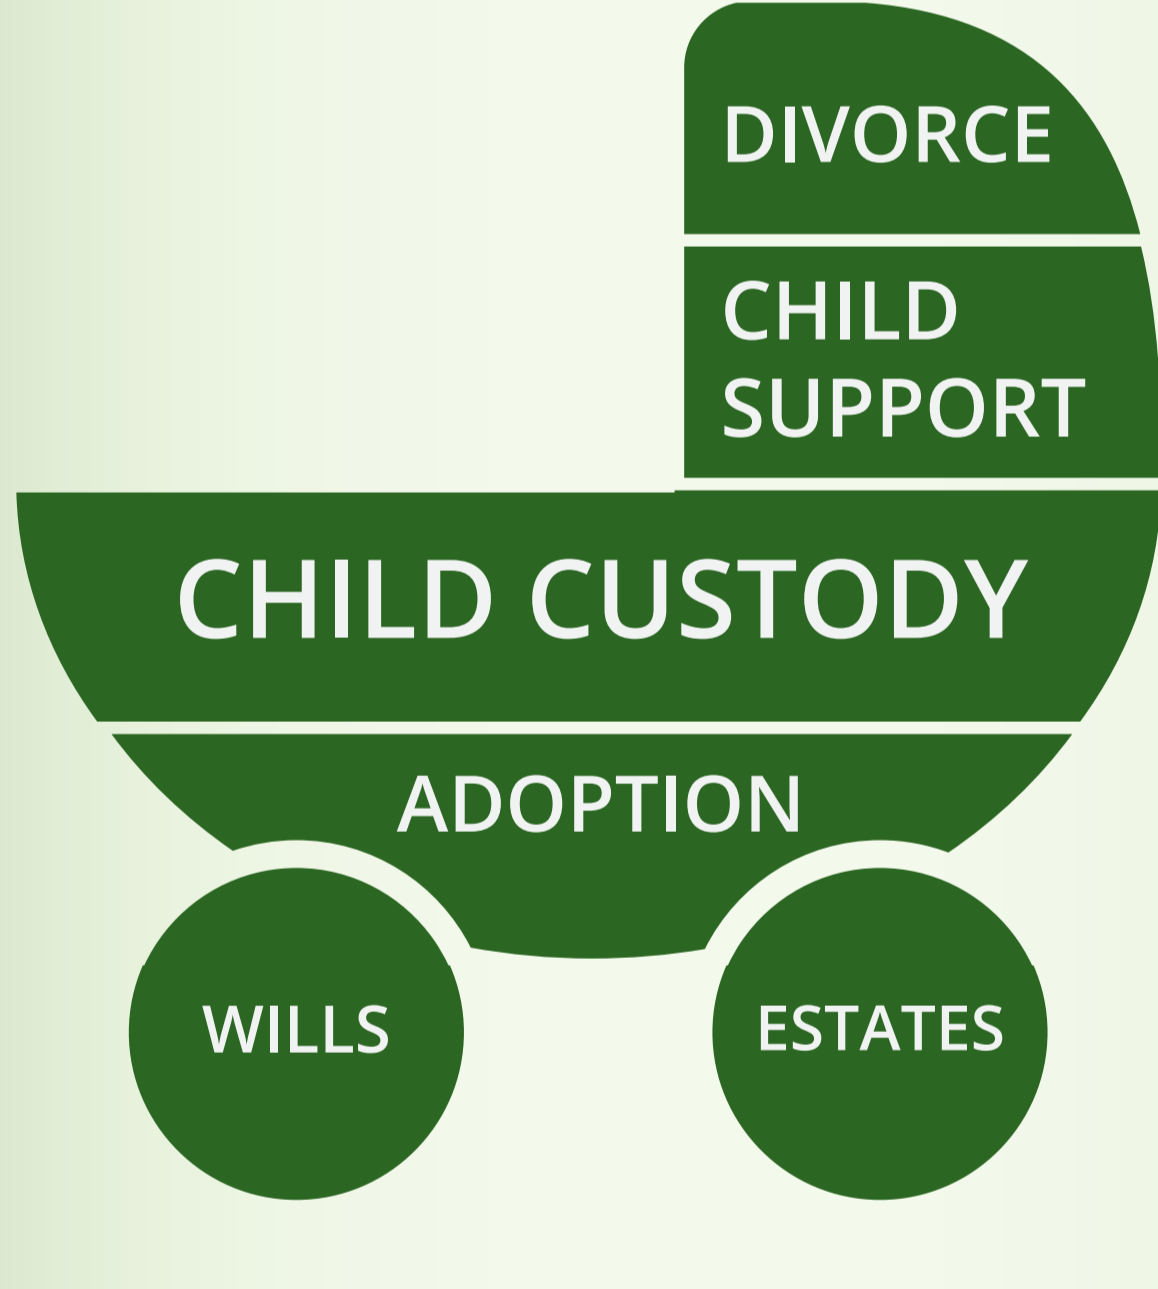 DIVORCE
CHILD
SUPPORT
CHILD CUSTODY
ADOPTION
WILLS
ESTATES